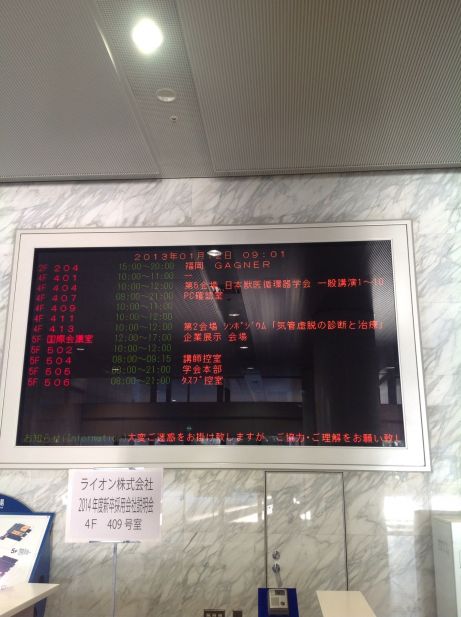 2013年01月12日 09:01
2F 204 15:00~20:00 福岡 GAGNER
4F 401 10:00~11:00 ー
4F 404 10:00~12:00 第5会場 日本獣医循環器学会 一般講演1~10
4F 407 08:00~21:00 PC確認室
4F 409 10:00~11:00
4F 411
4F 413 10:00~12:00 第2会場 シンポジウム「気管虚脱の診断と治療」
5F 国際会議室 12:00~17:00 企業展示 会場
5F 502 10:00~12:00
5F 504 08:00~09:15 講師控室
5F 505 08:00~21:00 学会本部
5F 506 08:00~21:00 タスプ控室
お知らせ(Information)大変ご迷惑をお掛け致しますが、ご協力・ご理解をお願い致し
ライオン株式会社
2014年度新卒採用会社説明会
4F 409号室